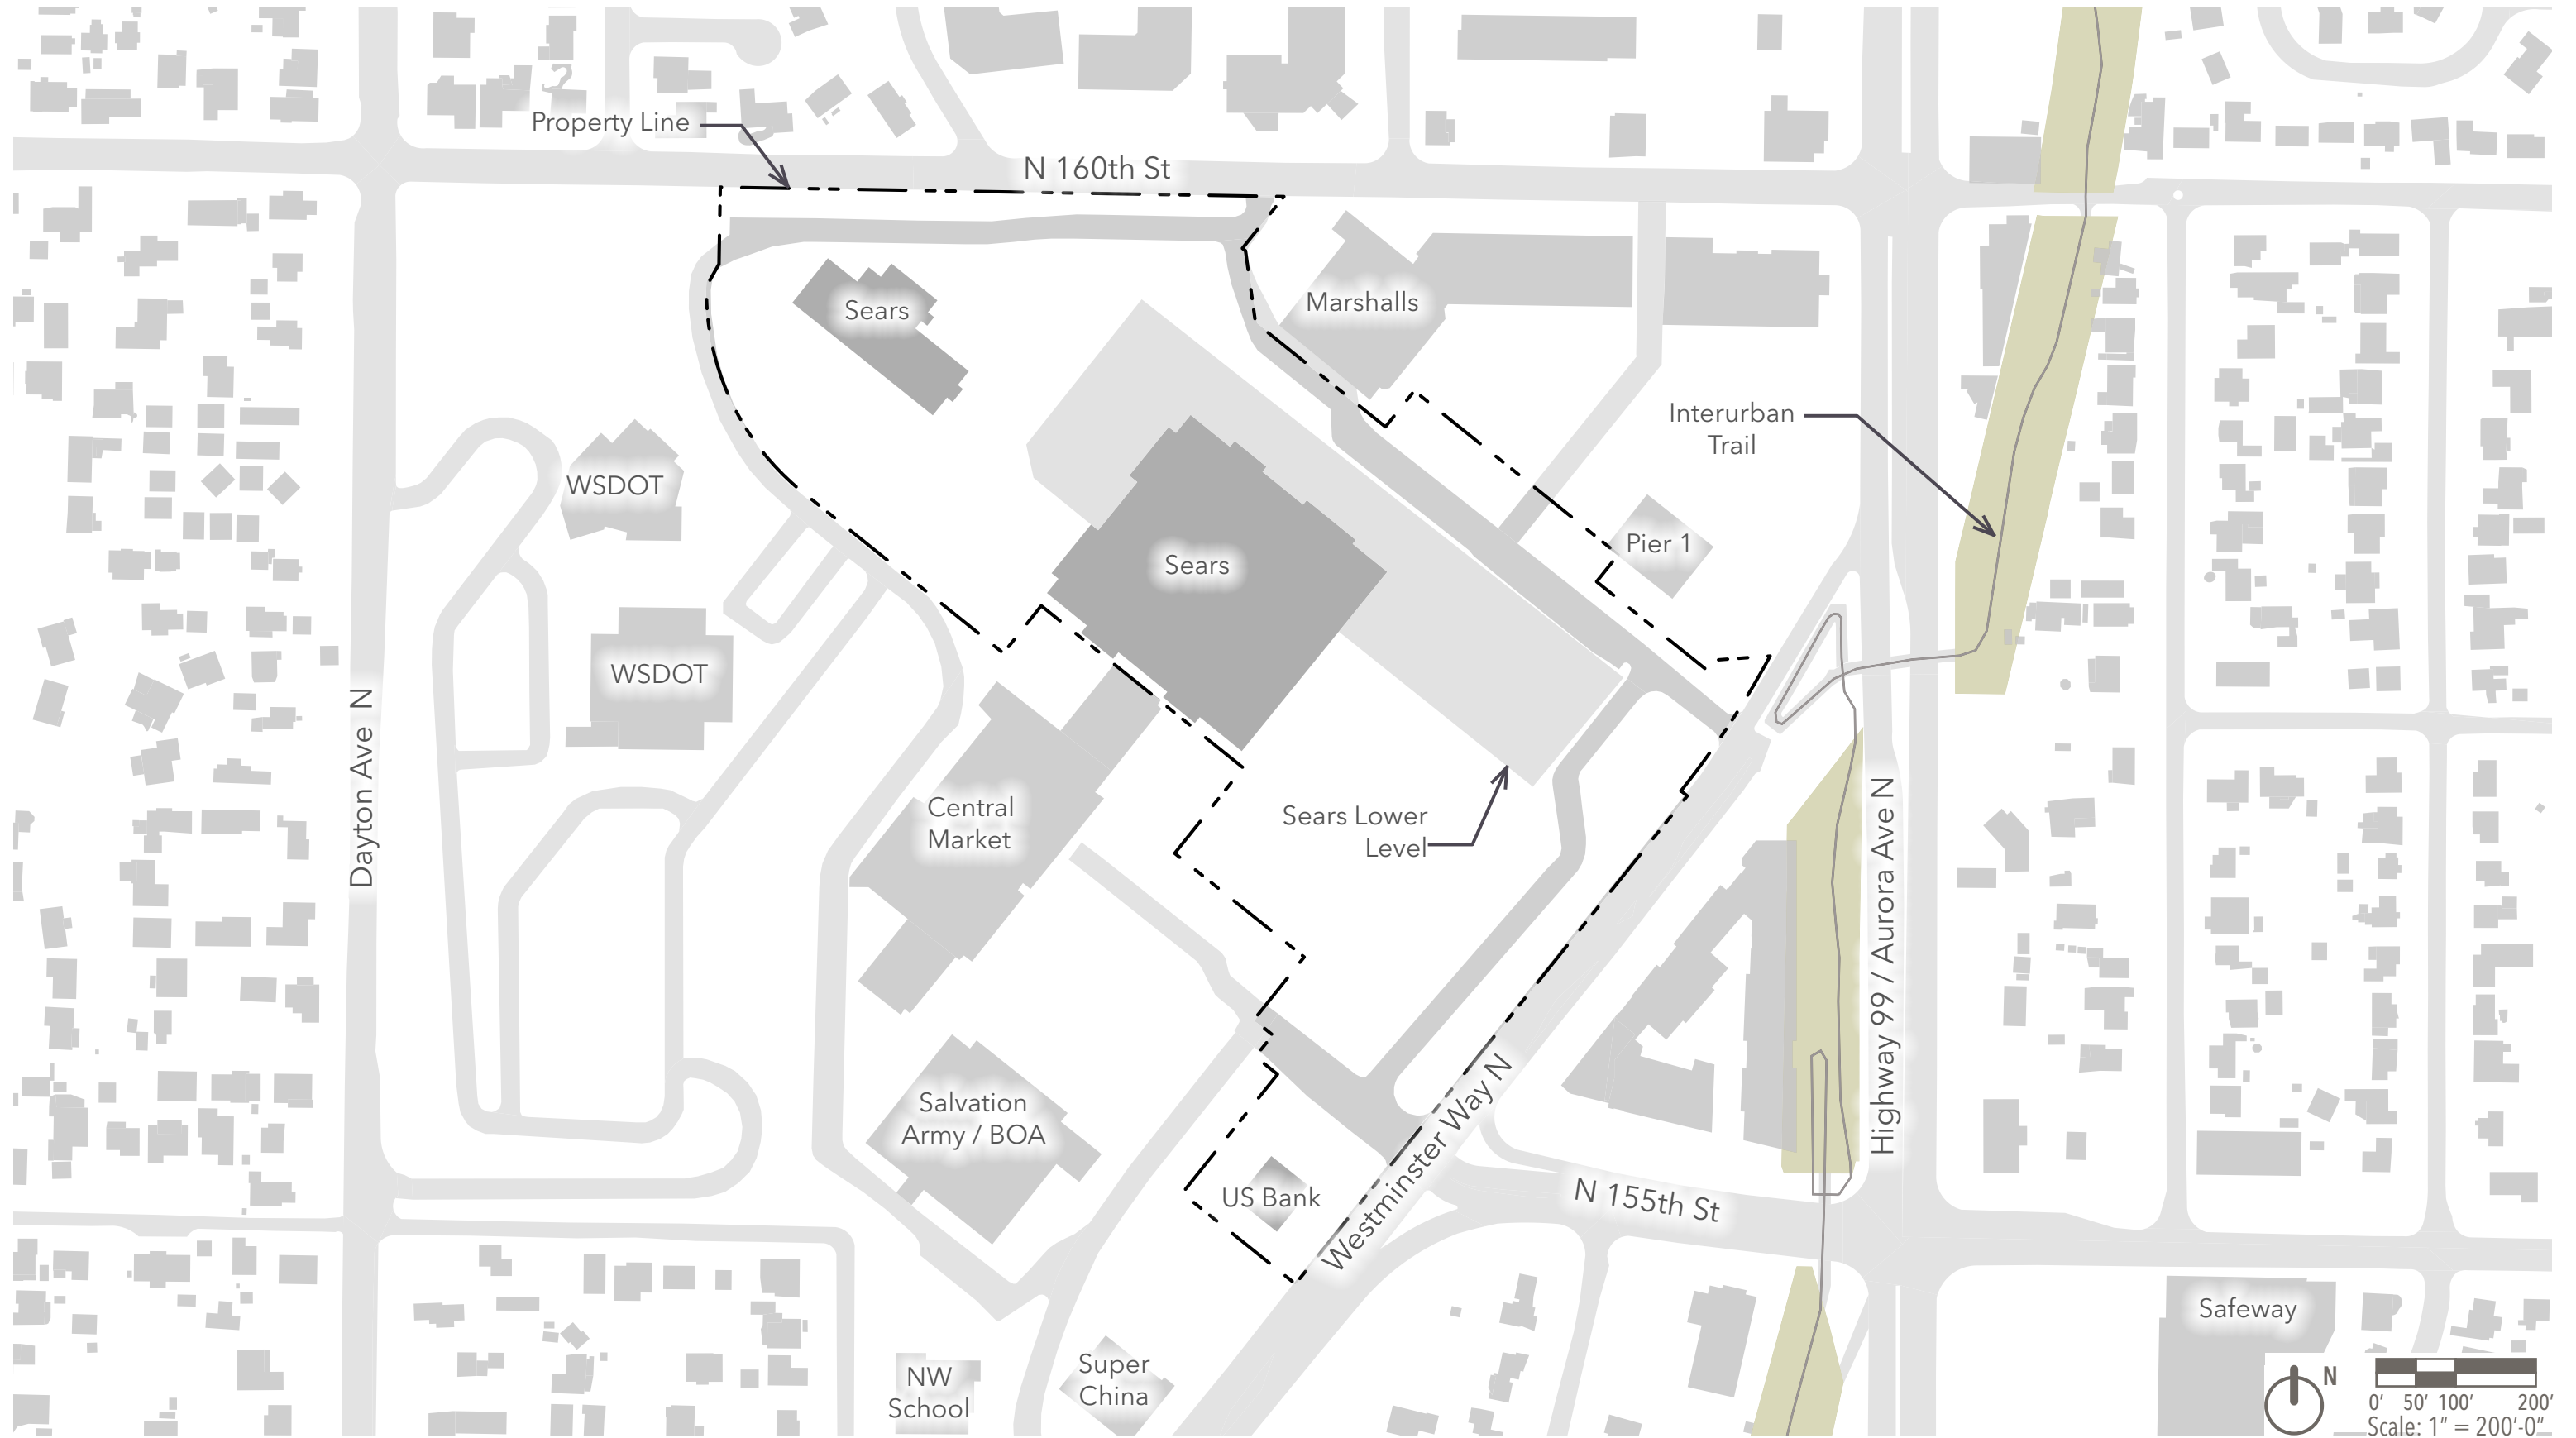 Property Line
N 160th St
Sears
Marshalls
Interurban
Trail
WSDOT
Sears
Pier 1
WSDOT
Dayton Ave N
Central
Market
Sears Lower
Level
Highway 99 / Aurora Ave N
Salvation
Army / BOA
US Bank
Westminster Way N
N 155th St
Safeway
NW
School
Super
China
N
0' 50' 100' 200'
Scale: 1" = 200'-0"